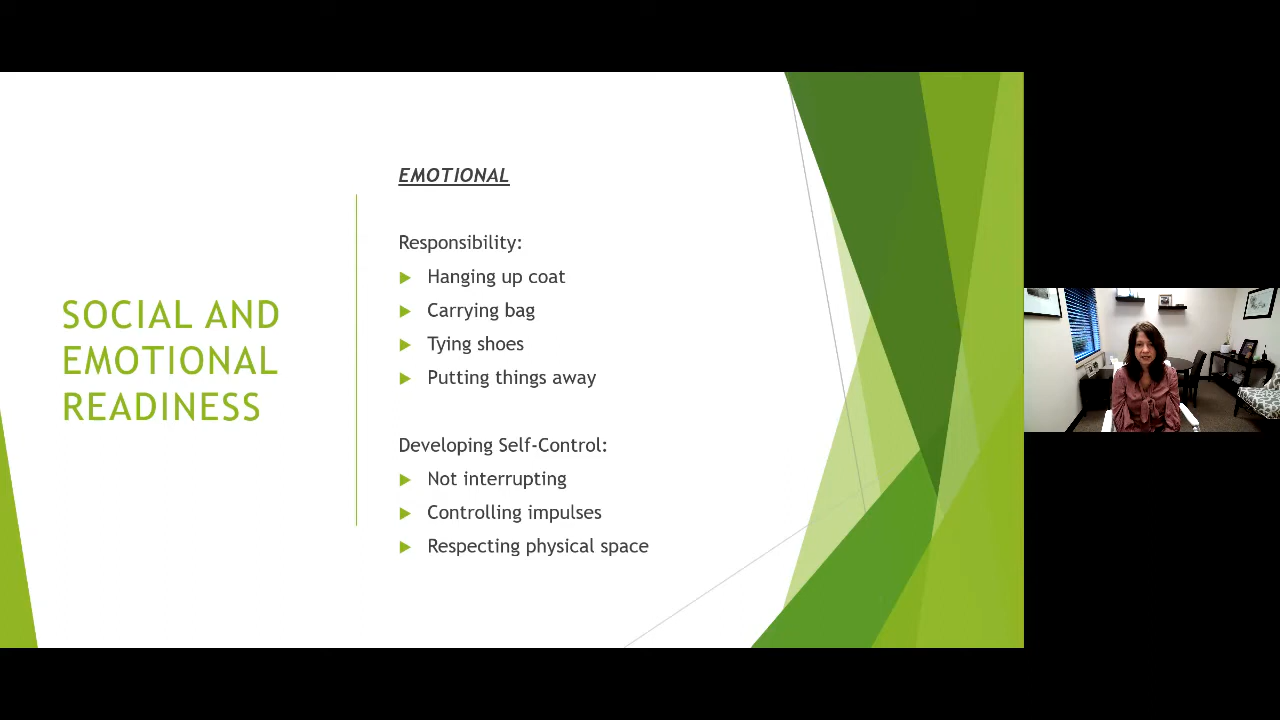 SOCIAL AND
EMOTIONAL
READINESS
EMOTIONAL
Responsibility:
Hanging up coat
Carrying bag
Tying shoes
Putting things away
Developing Self-Control:
Not interrupting
Controlling impulses
Respecting physical space